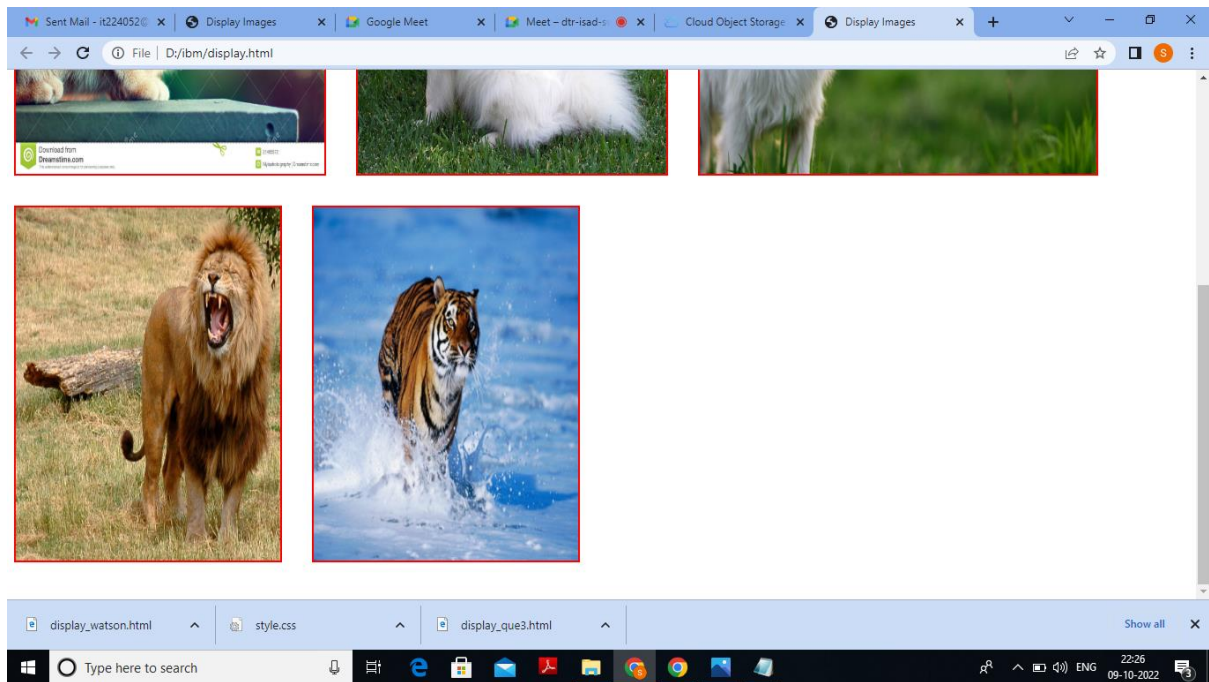 Sent Mail - it224052@
Display Images
Google Meet
Meet – dtr-isad-s
Cloud Object Storage
Display Images
File
D:/ibm/display.html
S
Download from
Dreamstime.com
display_watson.html
style.css
display_que3.html
Show all
Type here to search
ENG
22:26
09-10-2022
3